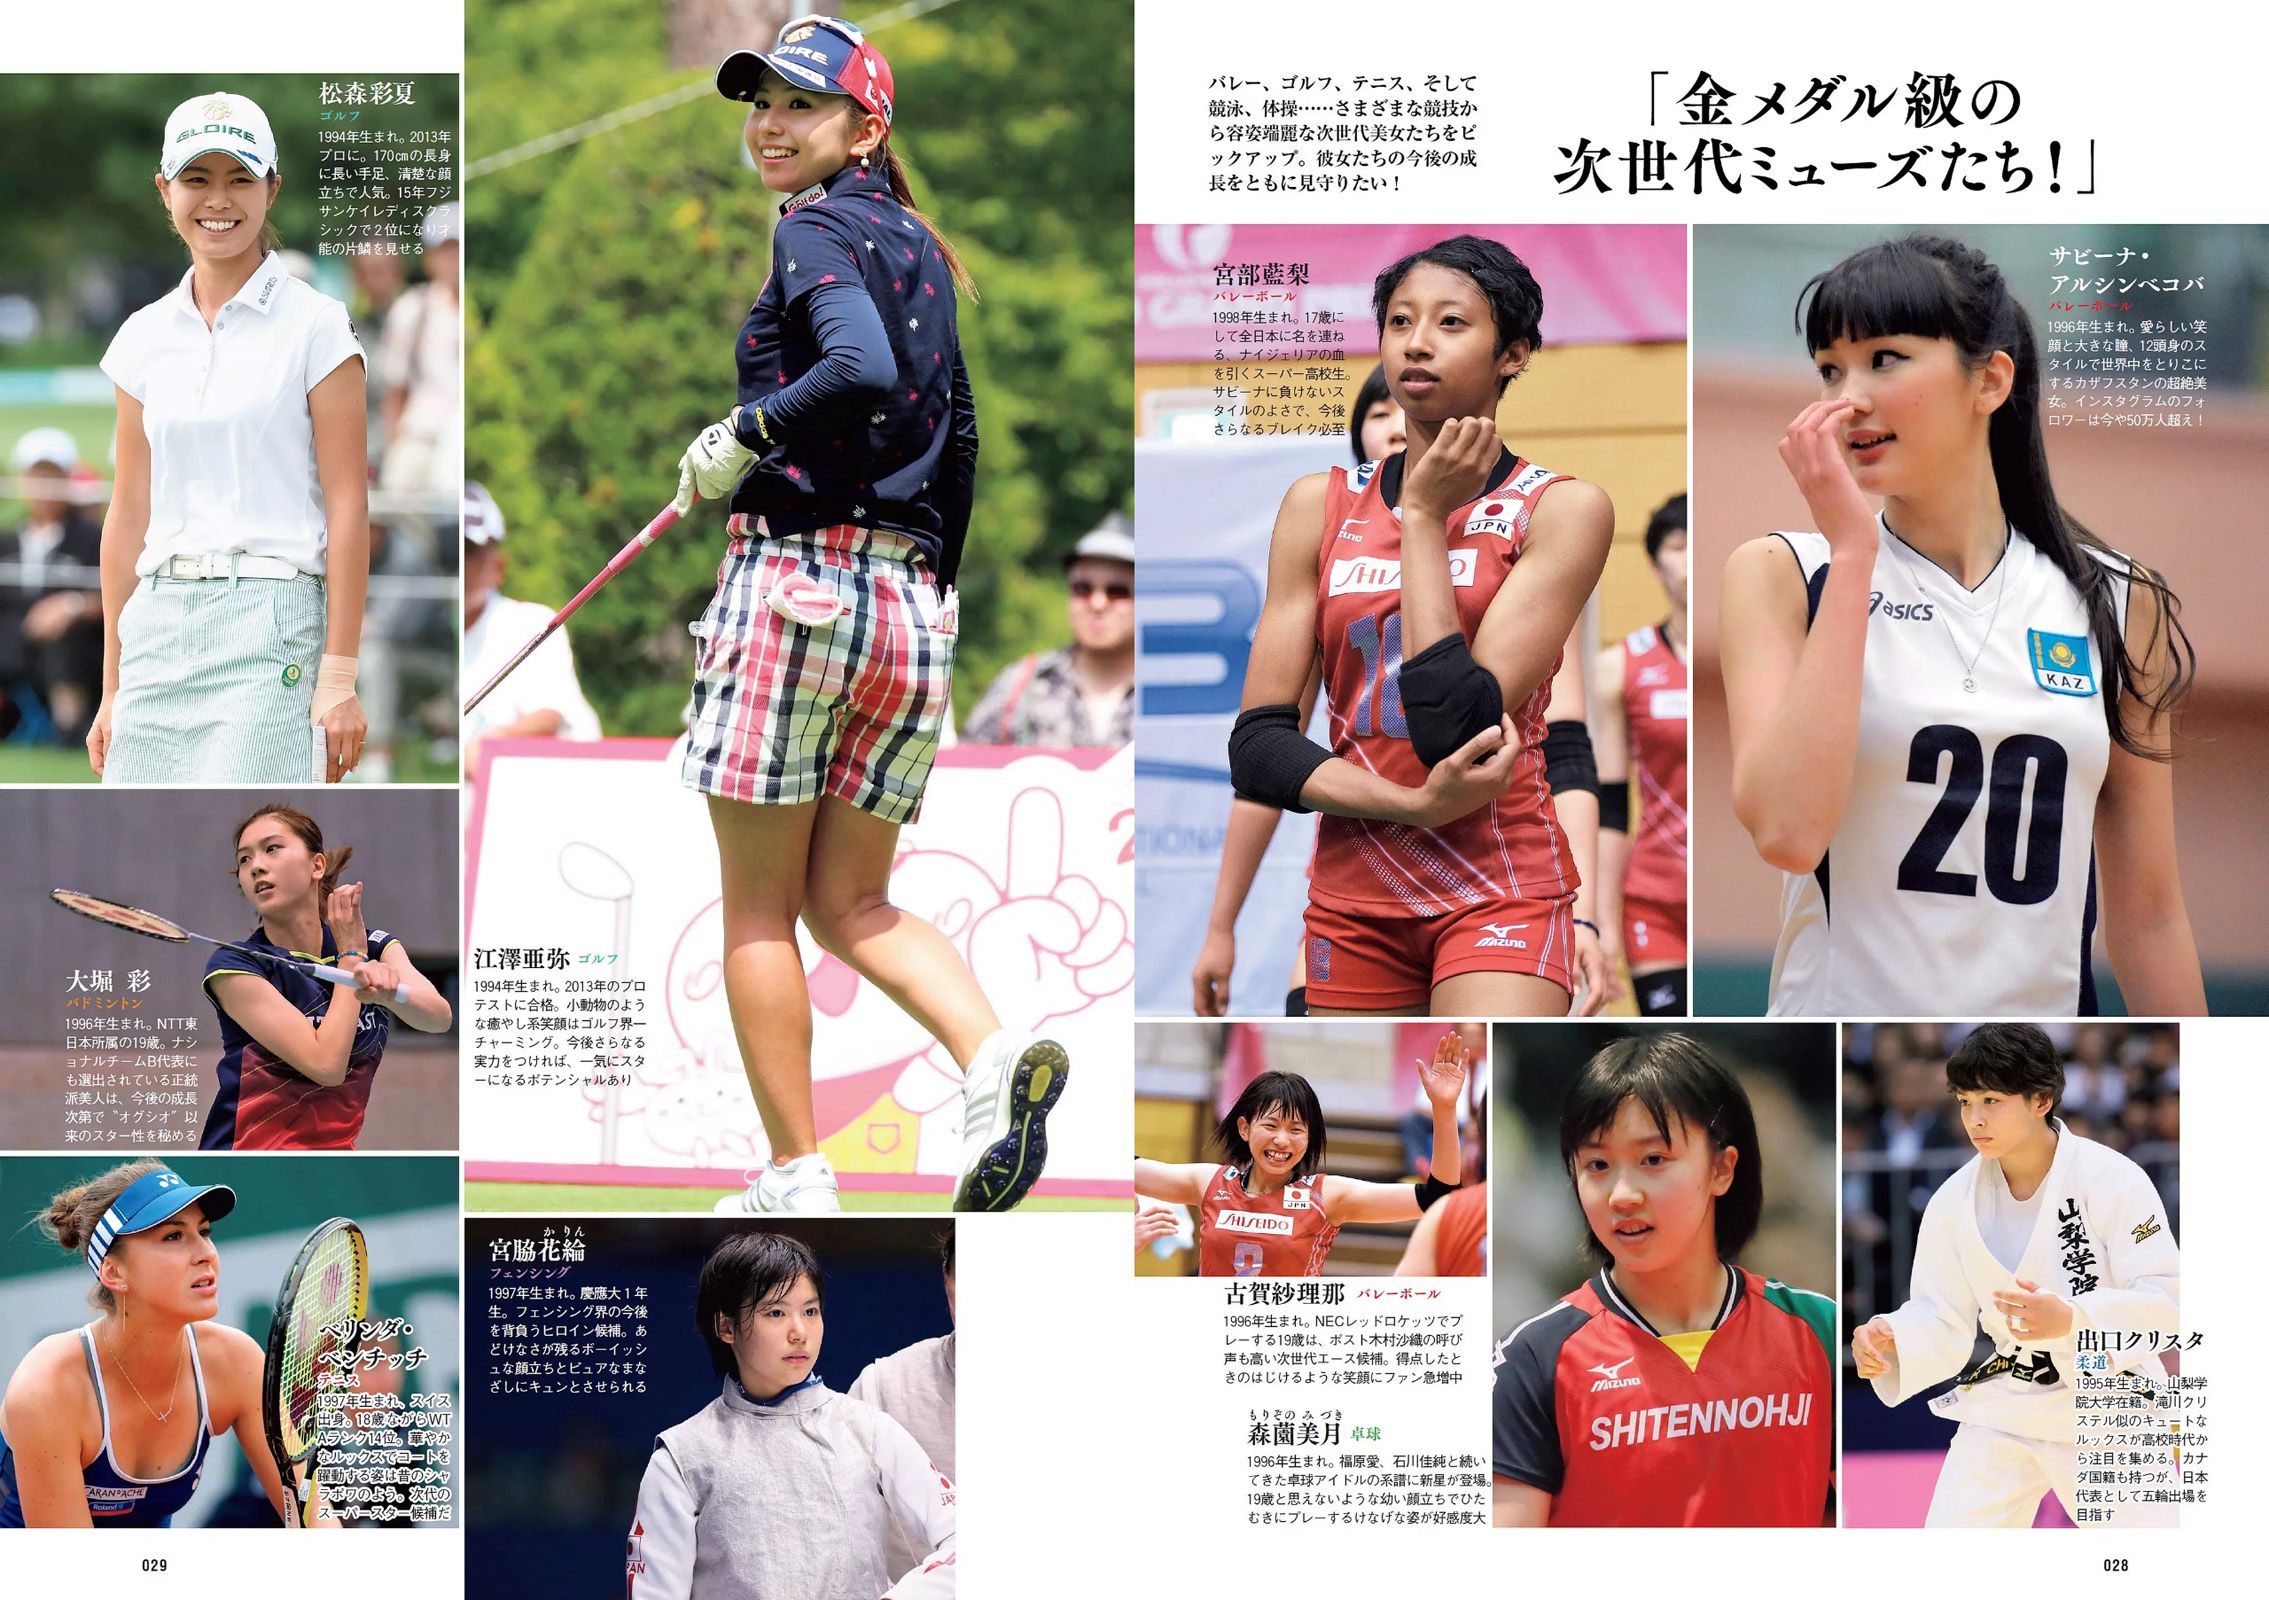 「金メダル級の
次世代ミューズたち！」
バレー、ゴルフ、テニス、そして
競泳、体操……さまざまな競技か
ら容姿端麗な次世代美女たちをピ
ックアップ。彼女たちの今後の成
長をともに見守りたい！
サビーナ・
アルシンベコバ
バレーボール
1996年生まれ。愛らしい笑
顔と大きな瞳、12頭身のス
タイルで世界中をとりこに
するカザフスタンの超絶美
女。インスタグラムのフォ
ロワーは今や50万人超え！
asics
KAZ
20
宮部藍梨
バレーボール
1998年生まれ。17歳に
して全日本に名を連ね
る、ナイジェリアの血
を引くスーパー高校生。
サビーナに負けないス
タイルのよさで、今後
さらなるブレイク必至
JPN
MIZUNO
古賀紗理那 バレーボール
1996年生まれ。NECレッドロケッツでプ
レーする19歳は、ポスト木村沙織の呼び
声も高い次世代エース候補。得点したと
きのはじけるような笑顔にファン急増中
JPN
SHISEIDO
もりぞの みづき
森薗美月 卓球
1996年生まれ。福原愛、石川佳純と続い
てきた卓球アイドルの系譜に新星が登場。
19歳と思えないような幼い顔立ちでひた
むきにプレーするけなげな姿が好感度大
MIZUNO
SHITENNOHJI
山梨学院
出口クリスタ
柔道
1995年生まれ。山梨学
院大学在籍。滝川クリ
ステル似のキュートな
ルックスが高校時代か
ら注目を集める。カナ
ダ国籍も持つが、日本
代表として五輪出場を
目指す
028
松森彩夏
ゴルフ
1994年生まれ。2013年
プロに。170㎝の長身
に長い手足、清楚な顔
立ちで人気。15年フジ
サンケイレディスクラ
シックで２位になり才
能の片鱗を見せる
GLOIRE
江澤亜弥 ゴルフ
1994年生まれ。2013年のプロ
テストに合格。小動物のよう
な癒やし系笑顔はゴルフ界一
チャーミング。今後さらなる
実力をつければ、一気にスタ
ーになるポテンシャルあり
Golfdo!
adidas
大堀 彩
バドミントン
1996年生まれ。NTT東
日本所属の19歳。ナシ
ョナルチームB代表に
も選出されている正統
派美人は、今後の成長
次第で〝オグシオ〟以
来のスター性を秘める
ベリンダ・
ベンチッチ
テニス
1997年生まれ、スイス
出身。18歳ながらWT
Aランク14位。華やか
なルックスでコートを
躍動する姿は昔のシャ
ラポワのよう。次代の
スーパースター候補だ
CARAN D'ACHE
Roland
かりん
宮脇花綸
フェンシング
1997年生まれ。慶應大１年
生。フェンシング界の今後
を背負うヒロイン候補。あ
どけなさが残るボーイッシ
ュな顔立ちとピュアなまな
ざしにキュンとさせられる
029